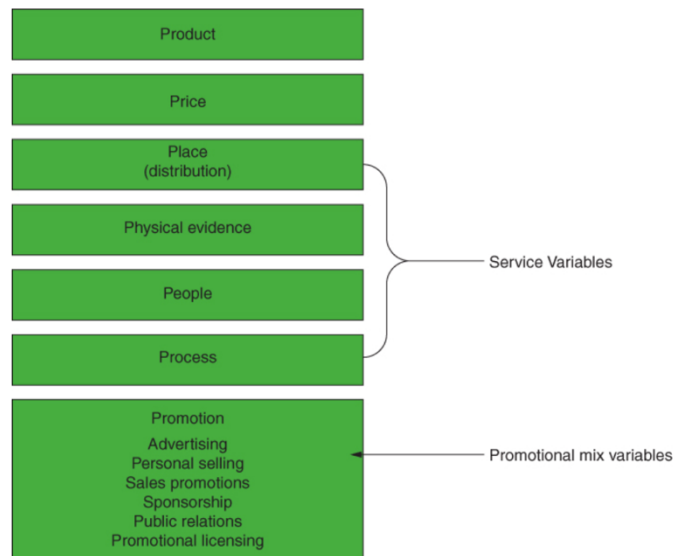 Product
Price
Place
(distribution)
Physical evidence
Service Variables
People
Process
Promotion
Advertising
Personal selling
Promotional mix variables
Sales promotions
Sponsorship
Public relations
Promotional licensing